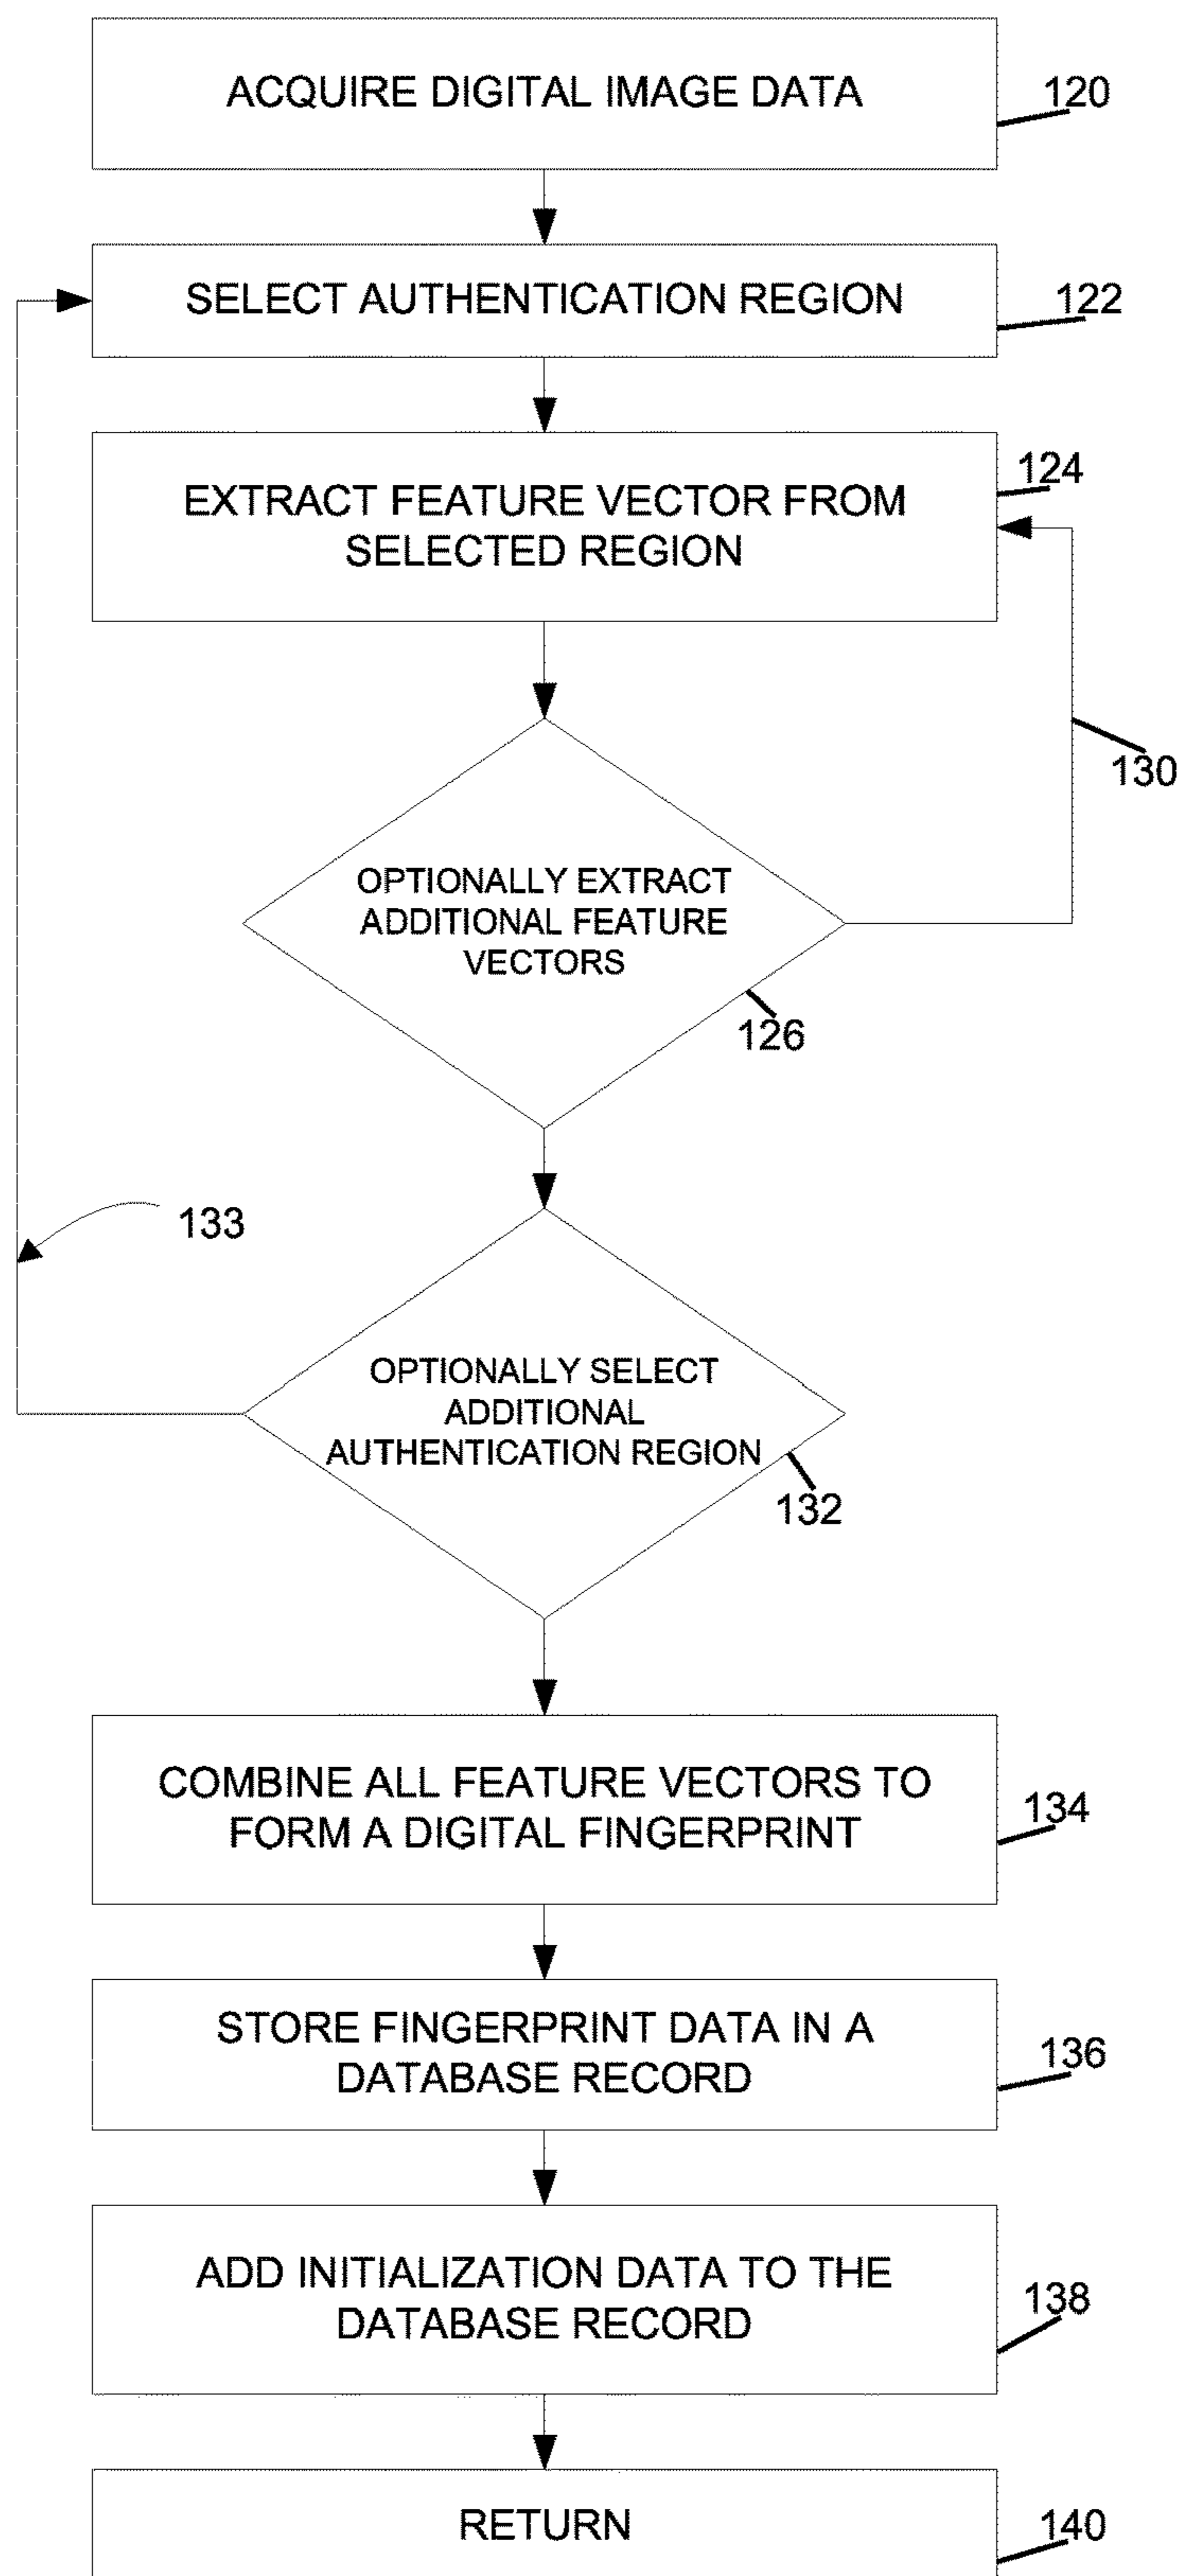 ACQUIRE DIGITAL IMAGE DATA
120
SELECT AUTHENTICATION REGION
122
EXTRACT FEATURE VECTOR FROM
SELECTED REGION
124
130
OPTIONALLY EXTRACT
ADDITIONAL FEATURE
VECTORS
126
133
OPTIONALLY SELECT
ADDITIONAL
AUTHENTICATION REGION
132
COMBINE ALL FEATURE VECTORS TO
FORM A DIGITAL FINGERPRINT
134
STORE FINGERPRINT DATA IN A
DATABASE RECORD
136
ADD INITIALIZATION DATA TO THE
DATABASE RECORD
138
RETURN
140